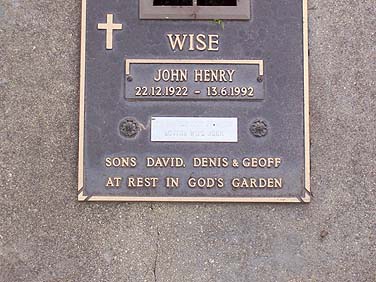 WISE
JOHN HENRY
22.12.1922 - 13.6.1992
SONS DAVID, DENIS & GEOFF
AT REST IN GOD'S GARDEN